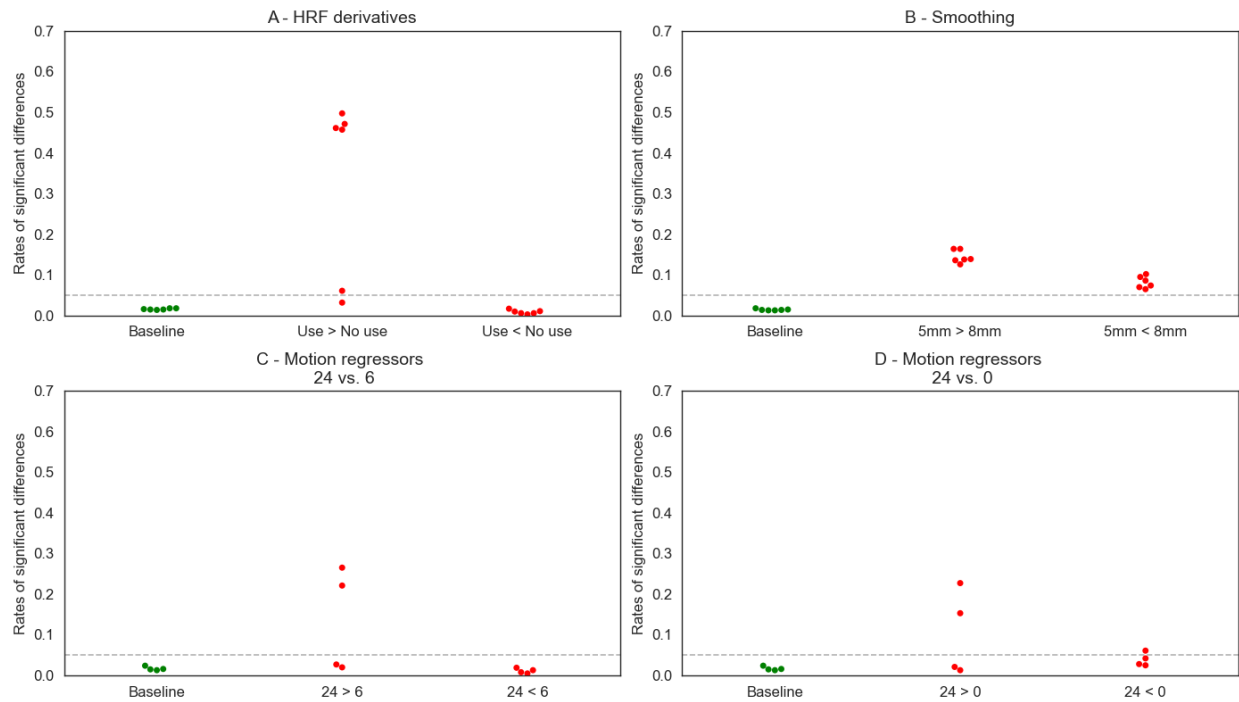 A - HRF derivatives
Rates of significant differences
0.7
0.6
0.5
0.4
0.3
0.2
0.1
0.0
Baseline
Use > No use
Use < No use
B - Smoothing
Rates of significant differences
0.7
0.6
0.5
0.4
0.3
0.2
0.1
0.0
Baseline
5mm > 8mm
5mm < 8mm
C - Motion regressors
24 vs. 6
Rates of significant differences
0.7
0.6
0.5
0.4
0.3
0.2
0.1
0.0
Baseline
24 > 6
24 < 6
D - Motion regressors
24 vs. 0
Rates of significant differences
0.7
0.6
0.5
0.4
0.3
0.2
0.1
0.0
Baseline
24 > 0
24 < 0